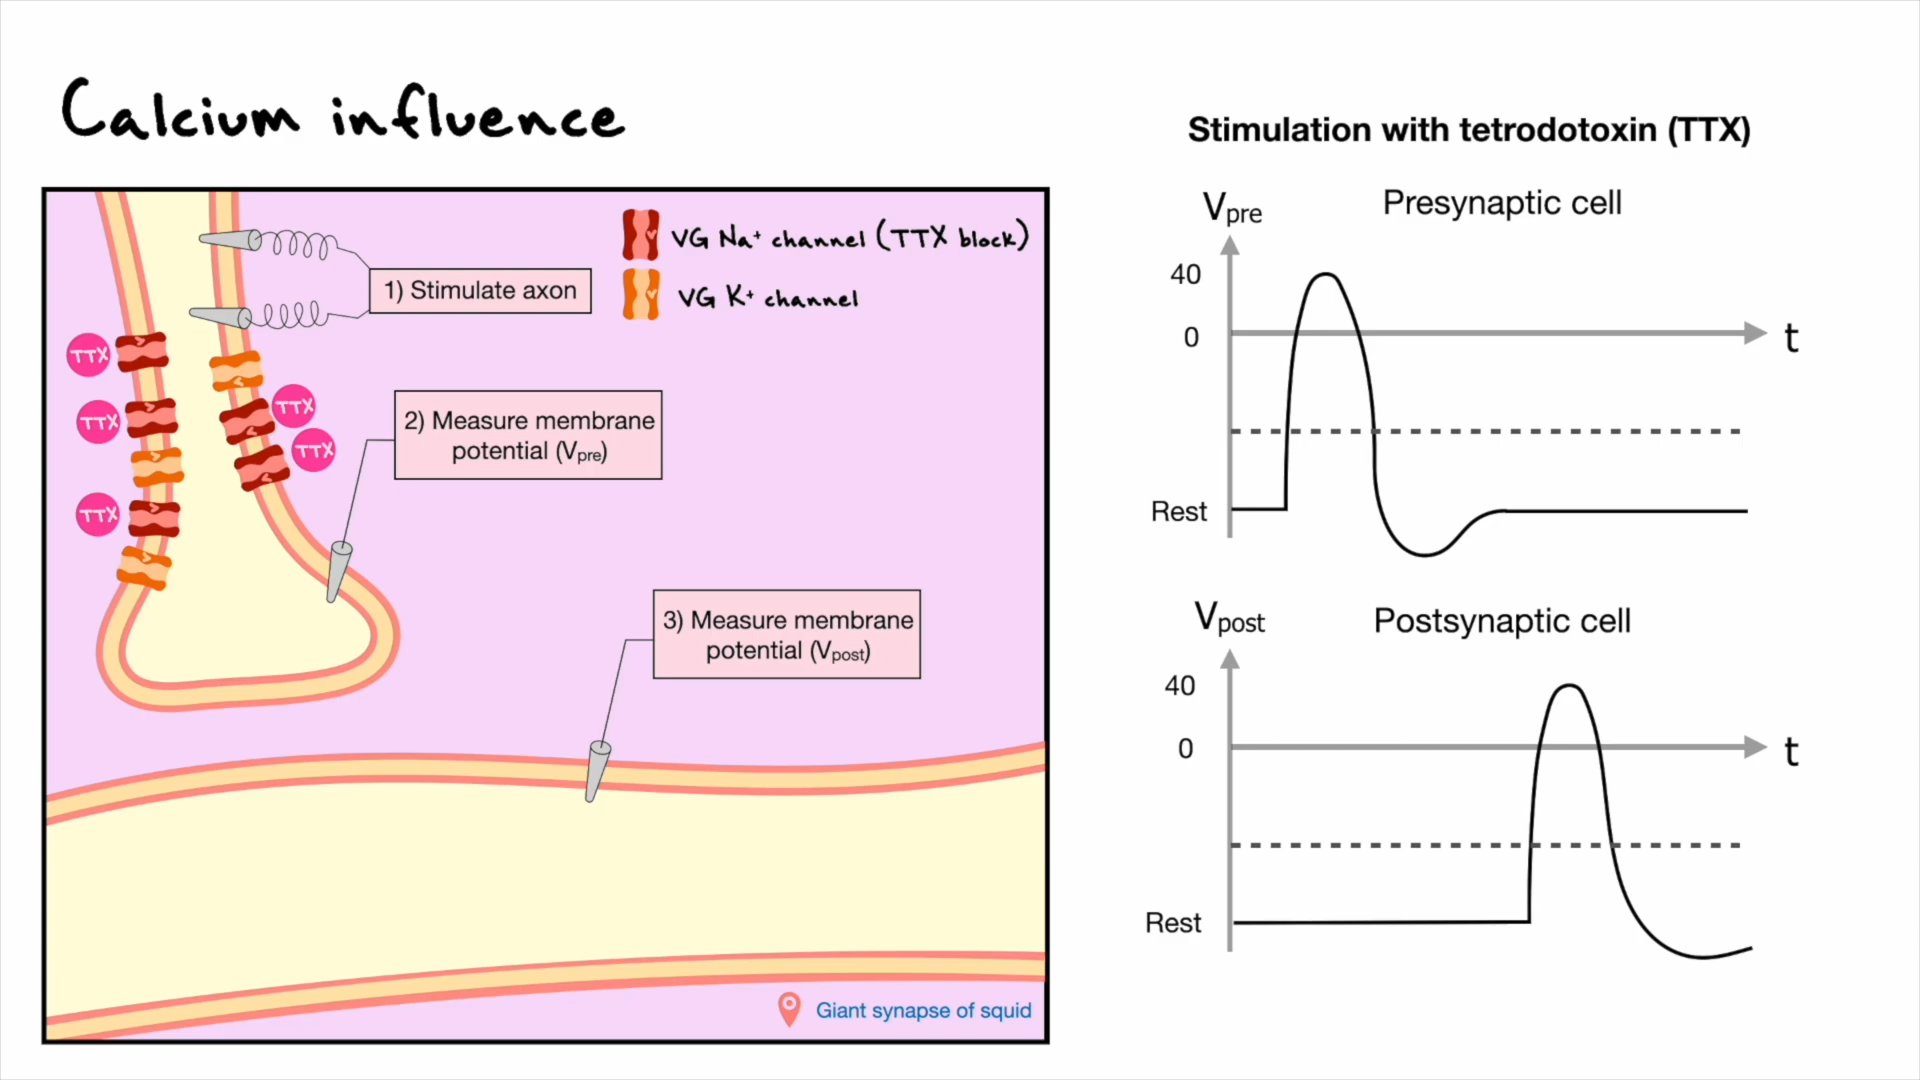 Calcium influence
VG Na+ channel (TTX block)
VG K+ channel
1) Stimulate axon
TTX
TTX
TTX
TTX
TTX
2) Measure membrane
potential (Vpre)
3) Measure membrane
potential (Vpost)
Giant synapse of squid
Stimulation with tetrodotoxin (TTX)
Vpre
Presynaptic cell
40
0
t
Rest
Vpost
Postsynaptic cell
40
0
t
Rest